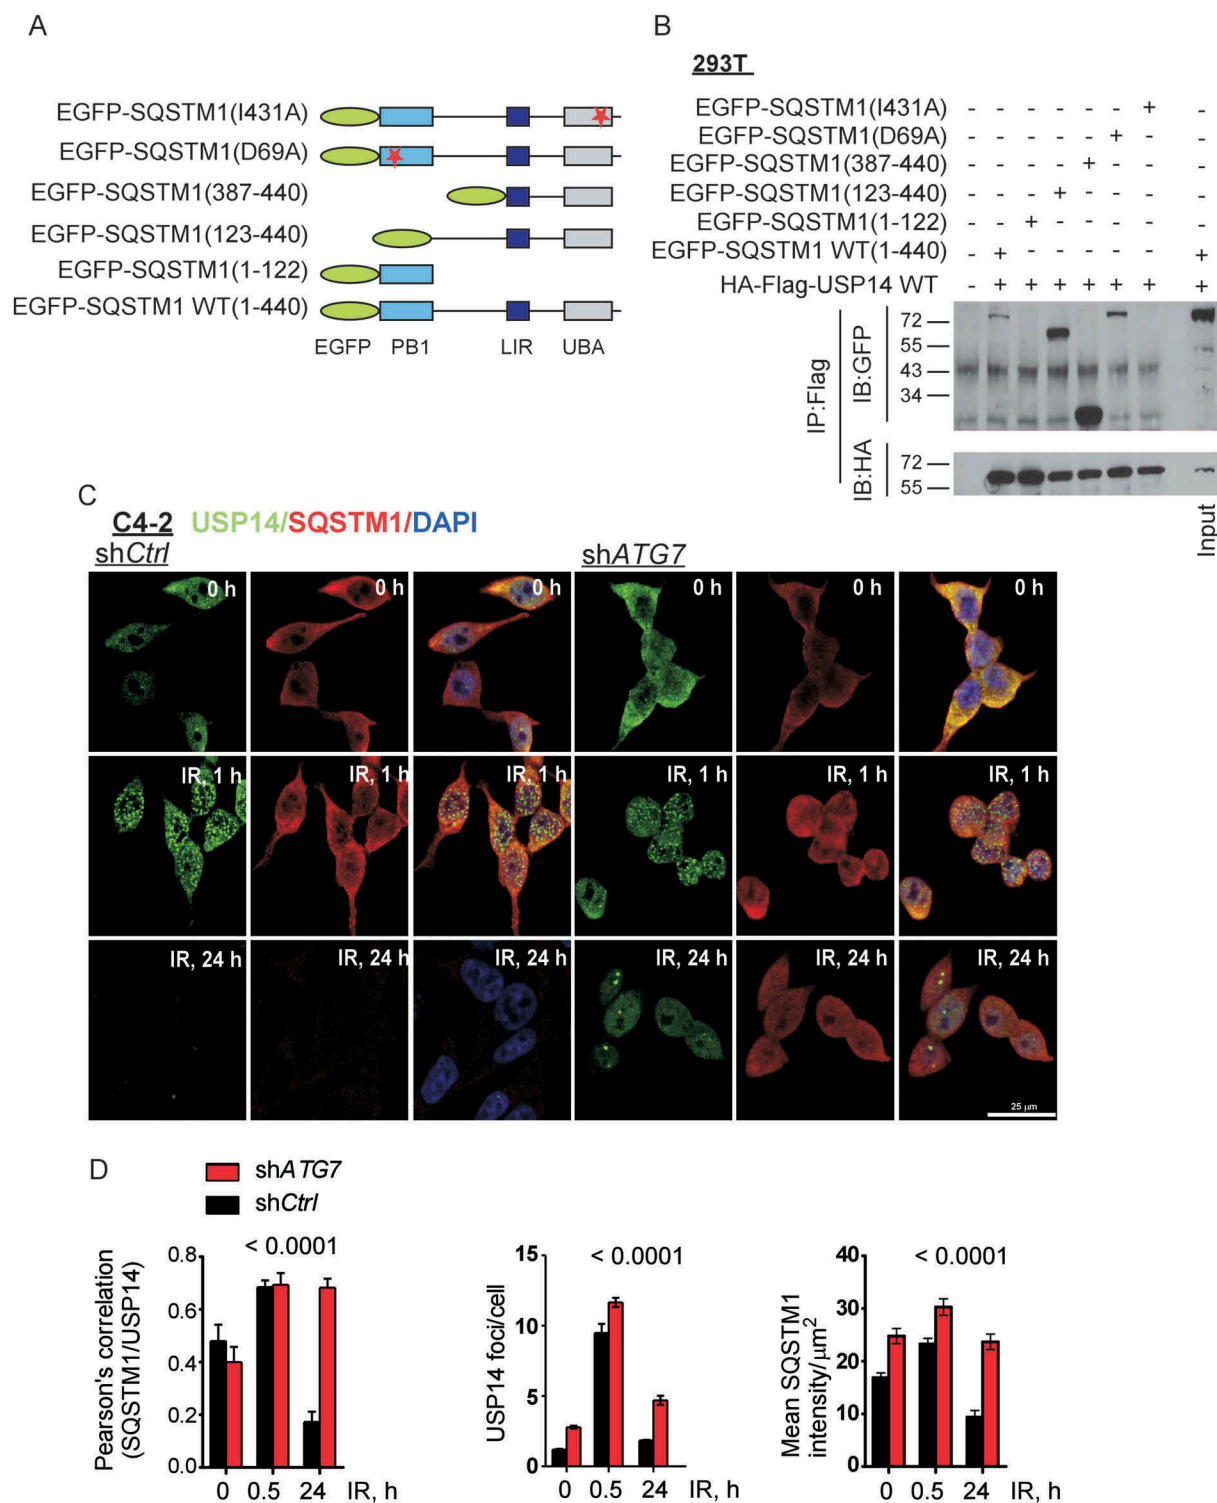 A
EGFP-SQSTM1(I431A)
EGFP-SQSTM1(D69A)
EGFP-SQSTM1(387-440)
EGFP-SQSTM1(123-440)
EGFP-SQSTM1(1-122)
EGFP-SQSTM1 WT(1-440)
EGFP PB1 LIR UBA
B
293T
EGFP-SQSTM1(I431A) - - - - - - + -
EGFP-SQSTM1(D69A) - - - - - + - -
EGFP-SQSTM1(387-440) - - - - + - - -
EGFP-SQSTM1(123-440) - - - + - - - -
EGFP-SQSTM1(1-122) - - + - - - - -
EGFP-SQSTM1 WT(1-440) - + - - - - - +
HA-Flag-USP14 WT - + + + + + + +
IP:Flag
IB:GFP
72
55
43
34
IB:HA
72
55
Input
C
C4-2 USP14/SQSTM1/DAPI
shCtrl shATG7
0 h 0 h 0 h 0 h 0 h 0 h
IR, 1 h IR, 1 h IR, 1 h IR, 1 h IR, 1 h IR, 1 h
IR, 24 h IR, 24 h IR, 24 h IR, 24 h IR, 24 h IR, 24 h
25 µm
D
shATG7
shCtrl
Pearson's correlation
(SQSTM1/USP14)
< 0.0001
0.8
0.6
0.4
0.2
0.0
0 0.5 24 IR, h
USP14 foci/cell
< 0.0001
15
10
5
0
0 0.5 24 IR, h
Mean SQSTM1
intensity/µm²
< 0.0001
40
30
20
10
0
0 0.5 24 IR, h